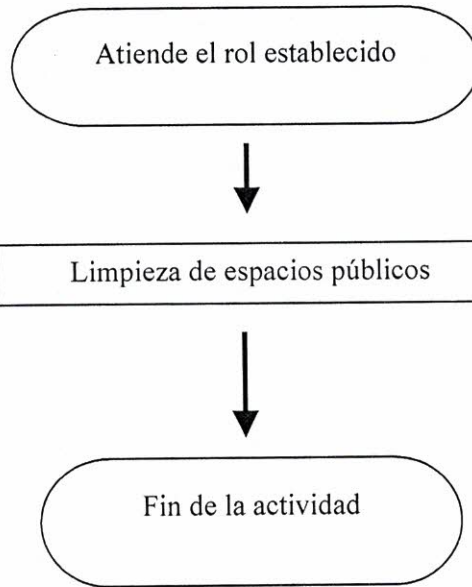 Atiende el rol establecido
Limpieza de espacios públicos
Fin de la actividad